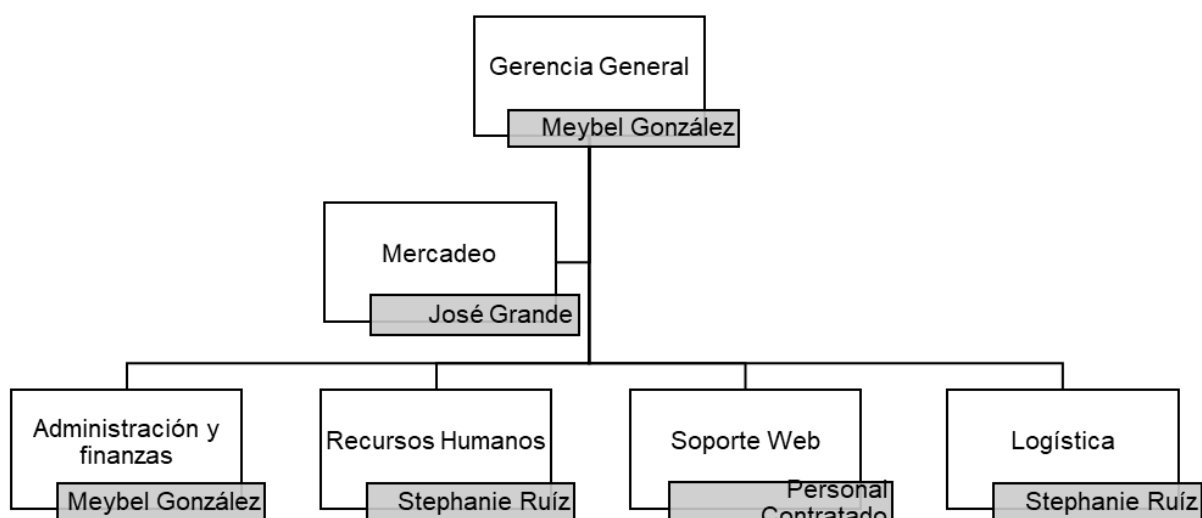 Gerencia General
Meybel González
Mercadeo
José Grande
Administración y
finanzas
Meybel González
Recursos Humanos
Stephanie Ruíz
Soporte Web
Personal
Contratado
Logística
Stephanie Ruíz